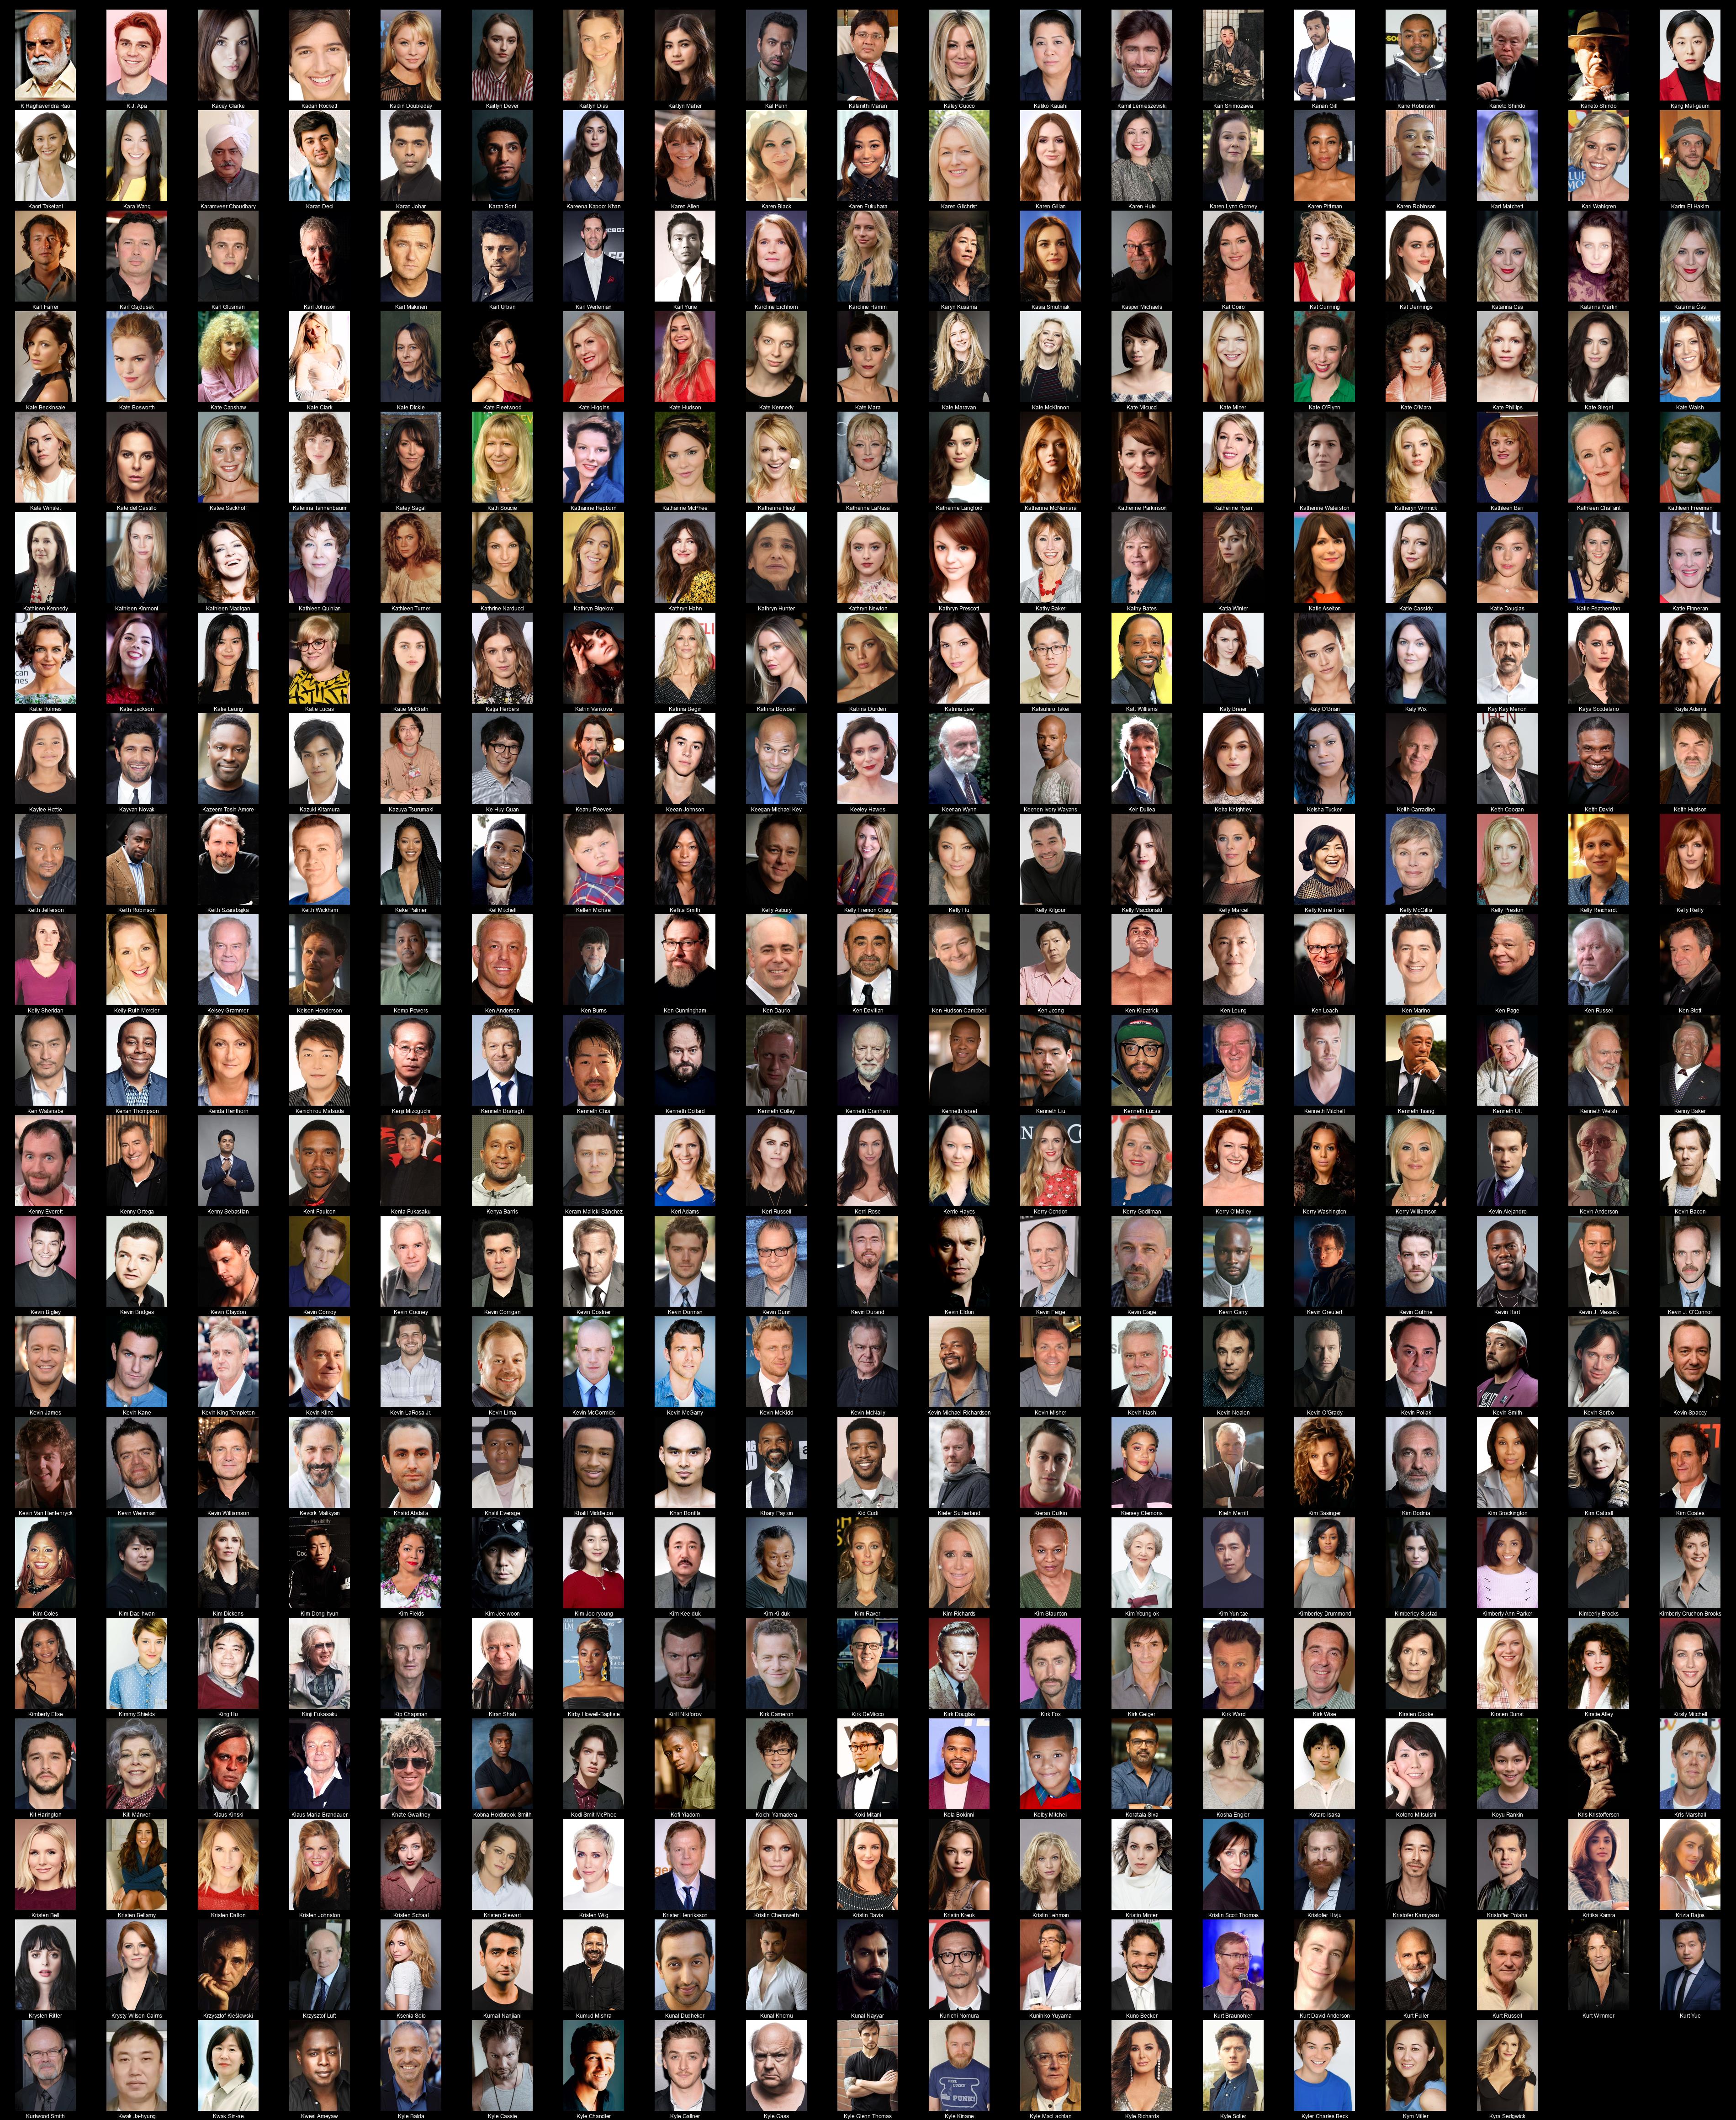 K Raghavendra Rao K.J. Apa Kacey Clarke Kadan Rockett Kaitlin Doubleday Kaitlyn Dever Kaitlyn Dias Kaitlyn Maher Kal Penn Kalanithi Maran Kaley Cuoco Kaliko Kauahi Kamil Lemieszewski Kan Shimozawa Kanan Gill Kane Robinson Kaneto Shindo Kaneto Shindô Kang Mal-geum
Kaori Taketani Kara Wang Karamveer Choudhary Karan Deol Karan Johar Karan Soni Kareena Kapoor Khan Karen Allen Karen Black Karen Fukuhara Karen Gilchrist Karen Gillan Karen Huie Karen Lynn Gorney Karen Pittman Karen Robinson Kari Matchett Kari Wahlgren Karim El Hakim
Karl Farrer Karl Gajdusek Karl Glusman Karl Johnson Karl Makinen Karl Urban Karl Werleman Karl Yune Karoline Eichhorn Karoline Hamm Karyn Kusama Kasia Smutniak Kasper Michaels Kat Coiro Kat Cunning Kat Dennings Katarina Cas Katarina Martin Katarina Čas
Kate Beckinsale Kate Bosworth Kate Capshaw Kate Clark Kate Dickie Kate Fleetwood Kate Higgins Kate Hudson Kate Kennedy Kate Mara Kate Maravan Kate McKinnon Kate Micucci Kate Miner Kate O'Flynn Kate O'Mara Kate Phillips Kate Siegel Kate Walsh
Kate Winslet Kate del Castillo Katee Sackhoff Katerina Tannenbaum Katey Sagal Kath Soucie Katharine Hepburn Katharine McPhee Katherine Heigl Katherine LaNasa Katherine Langford Katherine McNamara Katherine Parkinson Katherine Ryan Katherine Waterston Katheryn Winnick Kathleen Barr Kathleen Chalfant Kathleen Freeman
Kathleen Kennedy Kathleen Kinmont Kathleen Madigan Kathleen Quinlan Kathleen Turner Kathrine Narducci Kathryn Bigelow Kathryn Hahn Kathryn Hunter Kathryn Newton Kathryn Prescott Kathy Baker Kathy Bates Katia Winter Katie Aselton Katie Cassidy Katie Douglas Katie Featherston Katie Finneran
Katie Holmes Katie Jackson Katie Leung Katie Lucas Katie McGrath Katja Herbers Katrin Vankova Katrina Begin Katrina Bowden Katrina Durden Katrina Law Katsuhiro Takei Katt Williams Katy Breier Katy O'Brian Katy Wix Kay Kay Menon Kaya Scodelario Kayla Adams
Kaylee Hottle Kayvan Novak Kazeem Tosin Amore Kazuki Kitamura Kazuya Tsurumaki Ke Huy Quan Keanu Reeves Keean Johnson Keegan-Michael Key Keeley Hawes Keenan Wynn Keenen Ivory Wayans Keir Dullea Keira Knightley Keisha Tucker Keith Carradine Keith Coogan Keith David Keith Hudson
Keith Jefferson Keith Robinson Keith Szarabajka Keith Wickham Keke Palmer Kel Mitchell Kellen Michael Kellita Smith Kelly Asbury Kelly Fremon Craig Kelly Hu Kelly Kilgour Kelly Macdonald Kelly Marcel Kelly Marie Tran Kelly McGillis Kelly Preston Kelly Reichardt Kelly Reilly
Kelly Sheridan Kelly-Ruth Mercier Kelsey Grammer Kelson Henderson Kemp Powers Ken Anderson Ken Burns Ken Cunningham Ken Daurio Ken Davitian Ken Hudson Campbell Ken Jeong Ken Kilpatrick Ken Leung Ken Loach Ken Marino Ken Page Ken Russell Ken Stott
Ken Watanabe Kenan Thompson Kenda Henthorn Kenichirou Matsuda Kenji Mizoguchi Kenneth Branagh Kenneth Choi Kenneth Collard Kenneth Colley Kenneth Cranham Kenneth Israel Kenneth Liu Kenneth Lucas Kenneth Mars Kenneth Mitchell Kenneth Tsang Kenneth Utt Kenneth Welsh Kenny Baker
Kenny Everett Kenny Ortega Kenny Sebastian Kent Faulcon Kenta Fukasaku Kenya Barris Keram Malicki-Sánchez Keri Adams Keri Russell Kerri Rose Kerrie Hayes Kerry Condon Kerry Godliman Kerry O'Malley Kerry Washington Kerry Williamson Kevin Alejandro Kevin Anderson Kevin Bacon
Kevin Bigley Kevin Bridges Kevin Claydon Kevin Conroy Kevin Cooney Kevin Corrigan Kevin Costner Kevin Dorman Kevin Dunn Kevin Durand Kevin Eldon Kevin Feige Kevin Gage Kevin Garry Kevin Greutert Kevin Guthrie Kevin Hart Kevin J. Messick Kevin J. O'Connor
Kevin James Kevin Kane Kevin King Templeton Kevin Kline Kevin LaRosa Jr. Kevin Lima Kevin McCormick Kevin McGarry Kevin McKidd Kevin McNally Kevin Michael Richardson Kevin Misher Kevin Nash Kevin Nealon Kevin O'Grady Kevin Pollak Kevin Smith Kevin Sorbo Kevin Spacey
Kevin Van Hentenryck Kevin Weisman Kevin Williamson Kevork Malikyan Khalid Abdalla Khalil Everage Khalil Middleton Khan Bonfils Khary Payton Kid Cudi Kiefer Sutherland Kieran Culkin Kiersey Clemons Kieth Merrill Kim Basinger Kim Bodnia Kim Brockington Kim Cattrall Kim Coates
Kim Coles Kim Dae-hwan Kim Dickens Kim Dong-hyun Kim Fields Kim Jee-woon Kim Joo-ryoung Kim Kee-duk Kim Ki-duk Kim Raver Kim Richards Kim Staunton Kim Young-ok Kim Yun-tae Kimberley Drummond Kimberley Sustad Kimberly Ann Parker Kimberly Brooks Kimberly Cruchon Brooks
Kimberly Elise Kimmy Shields King Hu Kinji Fukasaku Kip Chapman Kiran Shah Kirby Howell-Baptiste Kirill Nikiforov Kirk Cameron Kirk DeMicco Kirk Douglas Kirk Fox Kirk Geiger Kirk Ward Kirk Wise Kirsten Cooke Kirsten Dunst Kirstie Alley Kirsty Mitchell
Kit Harington Kiti Mánver Klaus Kinski Klaus Maria Brandauer Knate Gwaltney Kobna Holdbrook-Smith Kodi Smit-McPhee Kofi Yiadom Koichi Yamadera Koki Mitani Kola Bokinni Kolby Mitchell Koratala Siva Kosha Engler Kotaro Isaka Kotono Mitsuishi Koyu Rankin Kris Kristofferson Kris Marshall
Kristen Bell Kristen Bellamy Kristen Dalton Kristen Johnston Kristen Schaal Kristen Stewart Kristen Wiig Krister Henriksson Kristin Chenoweth Kristin Davis Kristin Kreuk Kristin Lehman Kristin Minter Kristin Scott Thomas Kristofer Hivju Kristofer Kamiyasu Kristoffer Polaha Kritika Kamra Krizia Bajos
Krysten Ritter Krysty Wilson-Cairns Krzysztof Kieślowski Krzysztof Luft Ksenia Solo Kumail Nanjiani Kumud Mishra Kunal Dudheker Kunal Khemu Kunal Nayyar Kunichi Nomura Kunihiko Yuyama Kuno Becker Kurt Braunohler Kurt David Anderson Kurt Fuller Kurt Russell Kurt Wimmer Kurt Yue
Kurtwood Smith Kwak Ja-hyung Kwak Sin-ae Kwesi Ameyaw Kyle Balda Kyle Cassie Kyle Chandler Kyle Gallner Kyle Gass Kyle Glenn Thomas Kyle Kinane Kyle MacLachlan Kyle Richards Kyle Soller Kyler Charles Beck Kym Miller Kyra Sedgwick